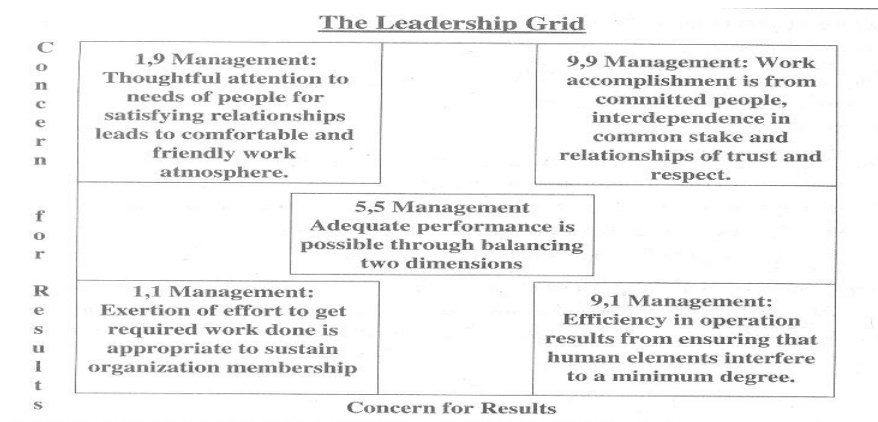 The Leadership Grid
Concern for Results
1,9 Management:
Thoughtful attention to
needs of people for
satisfying relationships
leads to comfortable and
friendly work
atmosphere.
9,9 Management: Work
accomplishment is from
committed people,
interdependence in
common stake and
relationships of trust and
respect.
5,5 Management
Adequate performance is
possible through balancing
two dimensions
1,1 Management:
Exertion of effort to get
required work done is
appropriate to sustain
organization membership
9,1 Management:
Efficiency in operation
results from ensuring that
human elements interfere
to a minimum degree.
Concern for Results